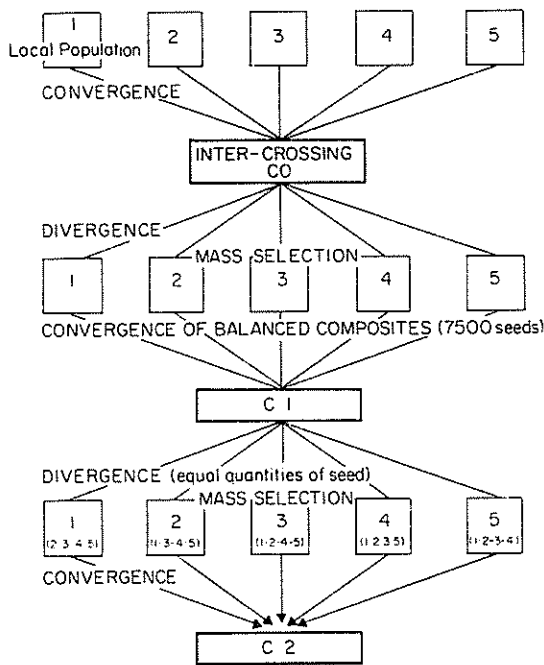 1 2 3 4 5
Local Population
CONVERGENCE
INTER-CROSSING
CO
DIVERGENCE
MASS SELECTION
1 2 3 4 5
CONVERGENCE OF BALANCED COMPOSITES (7500 seeds)
C 1
DIVERGENCE (equal quantities of seed)
MASS SELECTION
1 2 3 4 5
(2·3·4·5) (1·3·4·5) (1·2·4·5) (1·2·3·5) (1·2·3·4)
CONVERGENCE
C 2